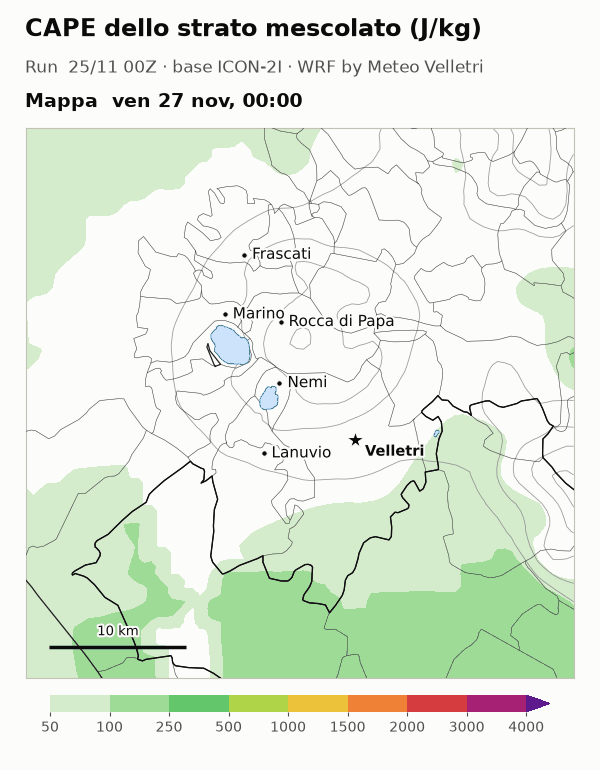 CAPE dello strato mescolato (J/kg)
Run  25/11 00Z · base ICON-2I · WRF by Meteo Velletri
Mappa  ven 27 nov, 00:00
Frascati
Marino
Rocca di Papa
Nemi
Velletri
Lanuvio
10 km
50 100 250 500 1000 1500 2000 3000 4000